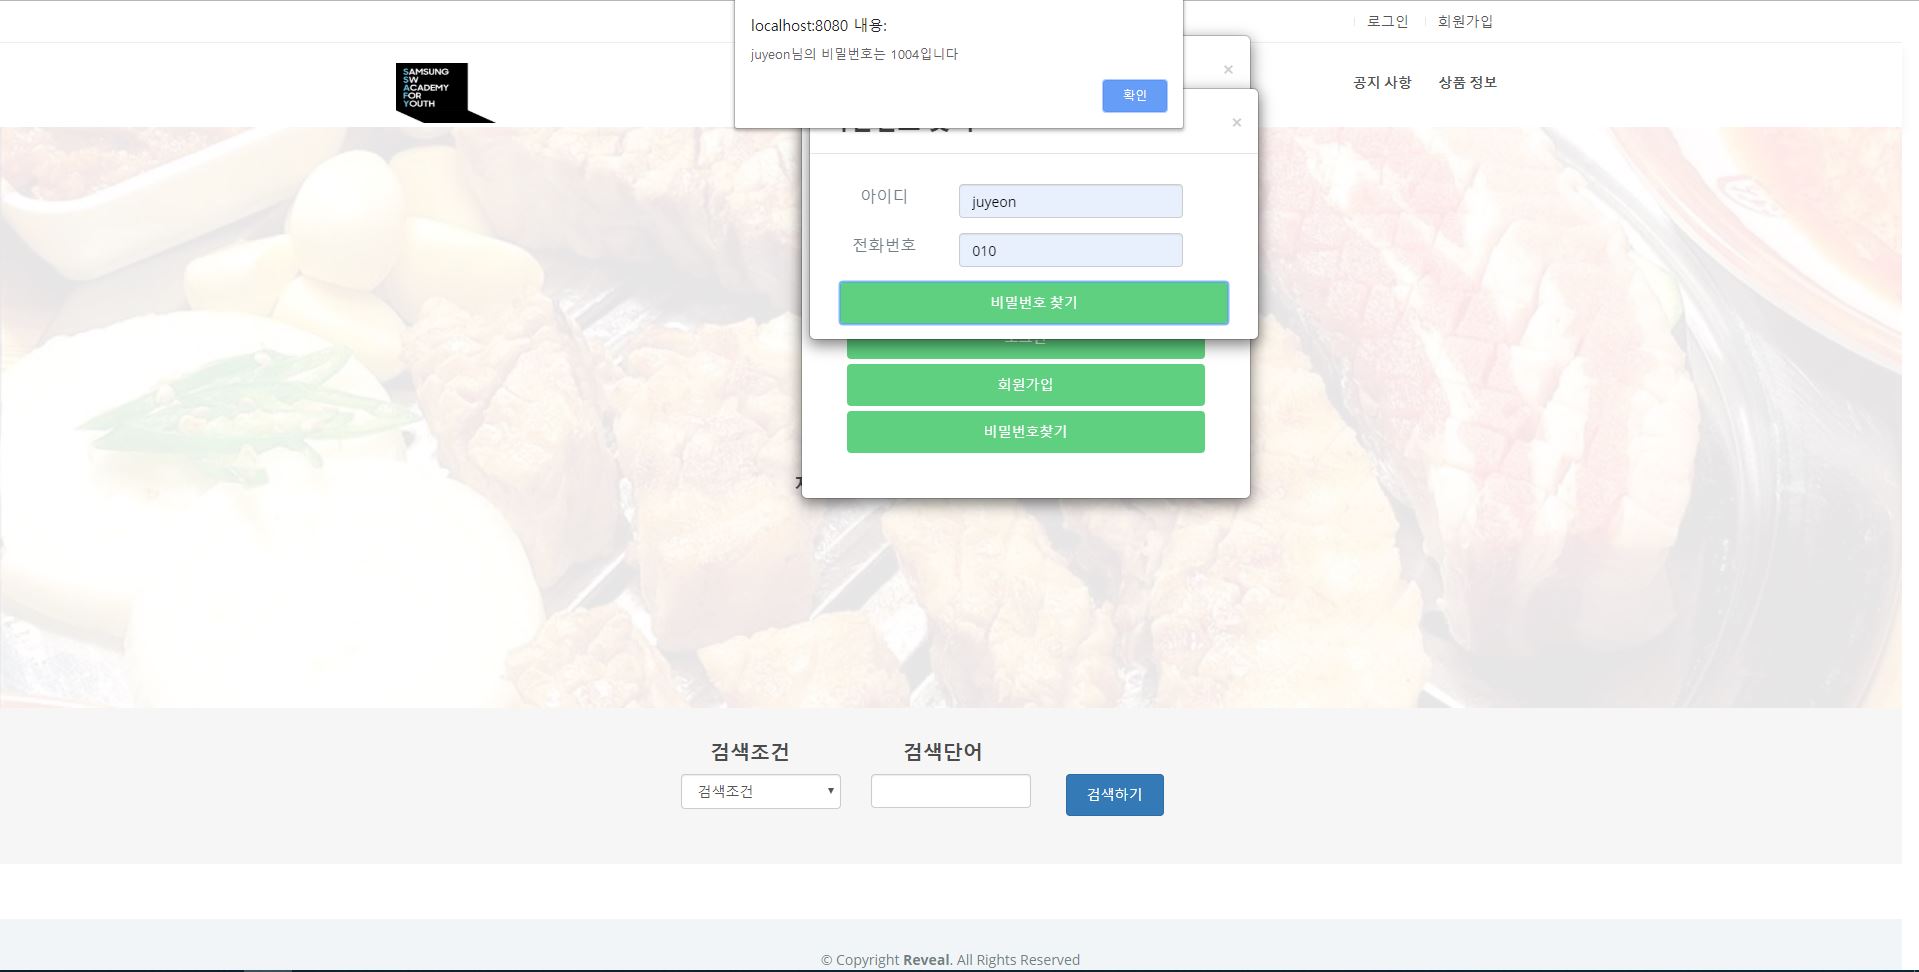 localhost:8080 내용:
juyeon님의 비밀번호는 1004입니다
확인
로그인
회원가입
SAMSUNG
SW
ACADEMY
FOR
YOUTH
공지 사항
상품 정보
×
×
아이디
juyeon
전화번호
010
비밀번호 찾기
회원가입
비밀번호찾기
검색조건
검색단어
검색조건
검색하기
© Copyright Reveal. All Rights Reserved